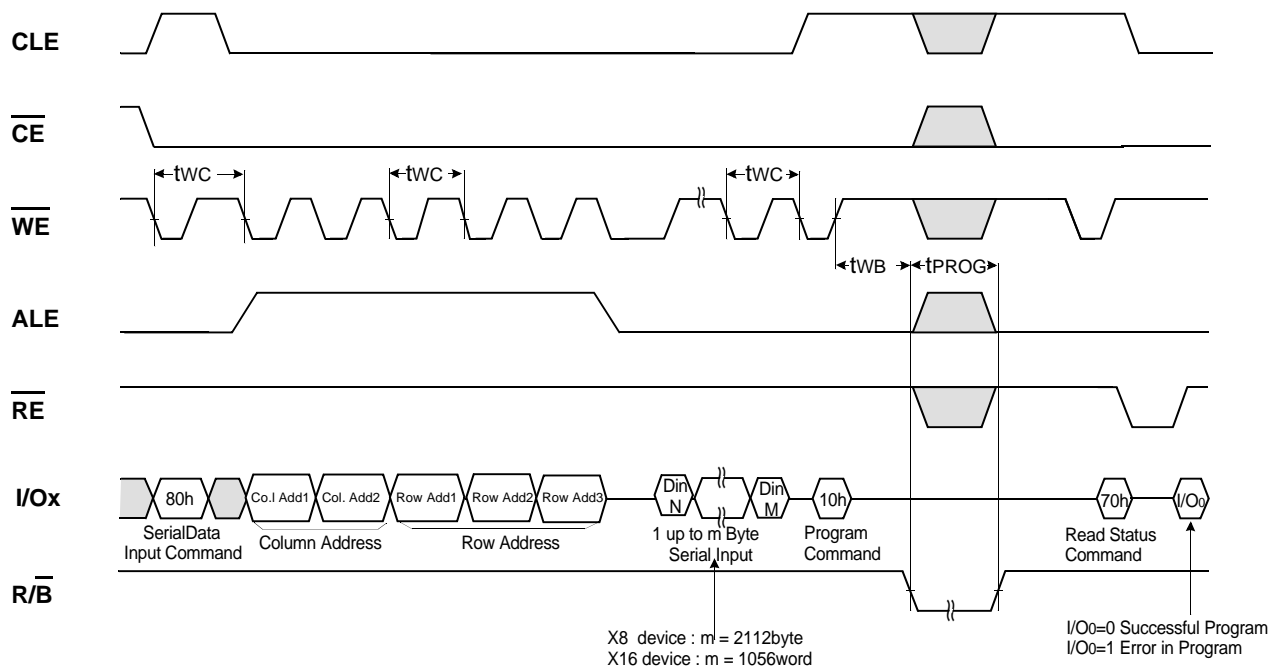 CLE
CE
tWC
tWC
tWC
WE
tWB
tPROG
ALE
RE
I/Ox
80h
Co.l Add1
Col. Add2
Row Add1
Row Add2
Row Add3
Din
N
Din
M
10h
70h
I/O0
SerialData
Input Command
Column Address
Row Address
1 up to m Byte
Serial Input
Program
Command
Read Status
Command
R/B
X8 device : m = 2112byte
X16 device : m = 1056word
I/O0=0 Successful Program
I/O0=1 Error in Program